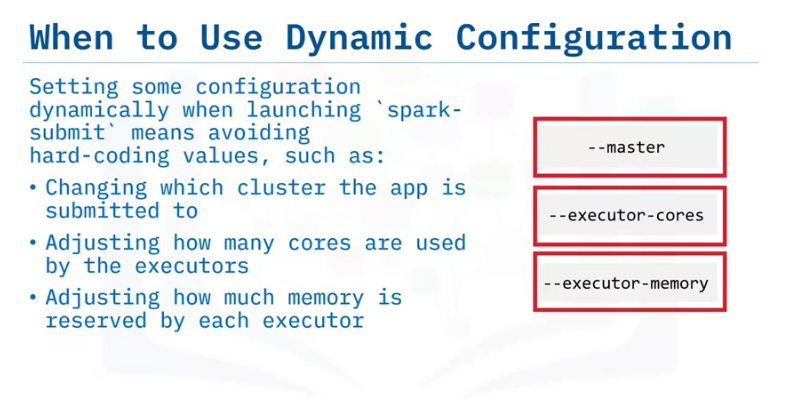 When to Use Dynamic Configuration
Setting some configuration
dynamically when launching `spark-
submit` means avoiding
hard-coding values, such as:
• Changing which cluster the app is
submitted to
• Adjusting how many cores are used
by the executors
• Adjusting how much memory is
reserved by each executor
--master
--executor-cores
--executor-memory